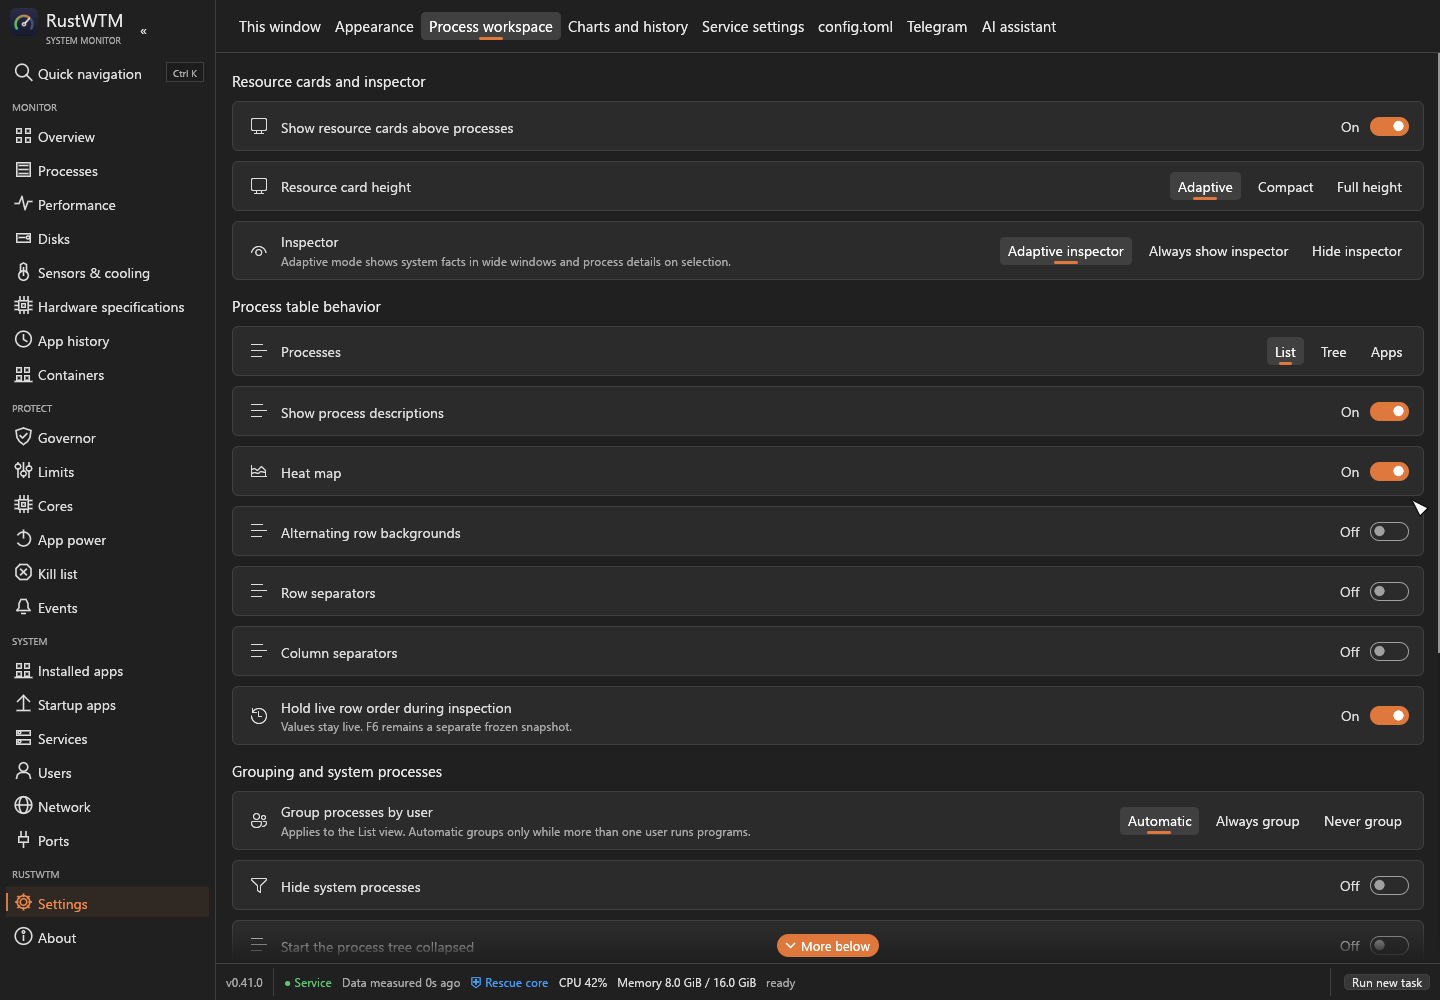 RustWTM
SYSTEM MONITOR
«
Quick navigation
Ctrl K
MONITOR
Overview
Processes
Performance
Disks
Sensors & cooling
Hardware specifications
App history
Containers
PROTECT
Governor
Limits
Cores
App power
Kill list
Events
SYSTEM
Installed apps
Startup apps
Services
Users
Network
Ports
RUSTWTM
Settings
About
This window Appearance Process workspace Charts and history Service settings config.toml Telegram AI assistant
Resource cards and inspector
Show resource cards above processes On
Resource card height Adaptive Compact Full height
Inspector
Adaptive mode shows system facts in wide windows and process details on selection.
Adaptive inspector Always show inspector Hide inspector
Process table behavior
Processes List Tree Apps
Show process descriptions On
Heat map On
Alternating row backgrounds Off
Row separators Off
Column separators Off
Hold live row order during inspection
Values stay live. F6 remains a separate frozen snapshot.
On
Grouping and system processes
Group processes by user
Applies to the List view. Automatic groups only while more than one user runs programs.
Automatic Always group Never group
Hide system processes Off
Start the process tree collapsed Off
More below
v0.41.0 Service Data measured 0s ago Rescue core CPU 42% Memory 8.0 GiB / 16.0 GiB ready Run new task